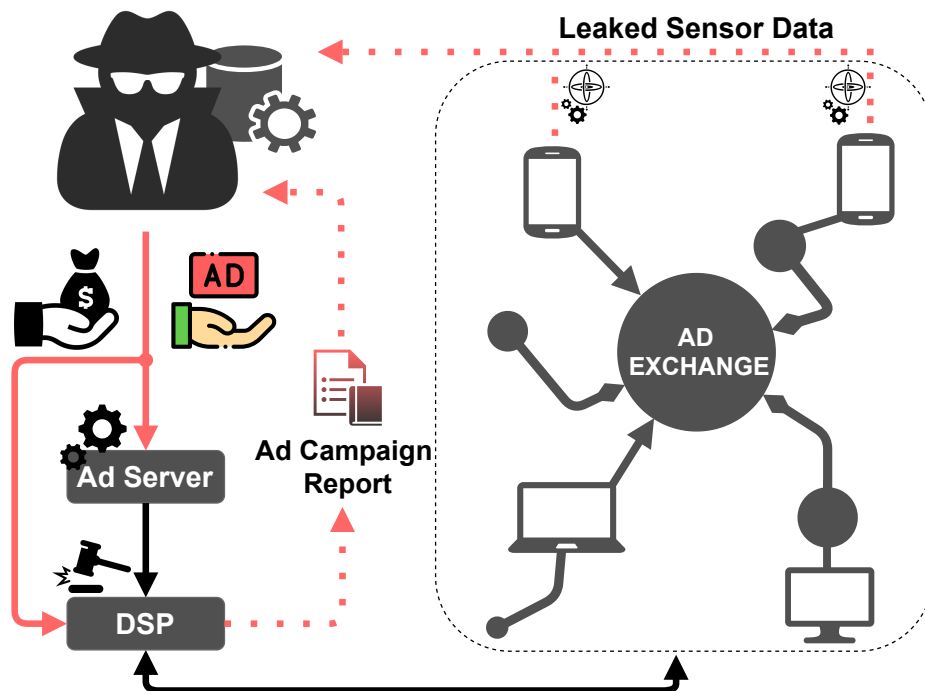 Leaked Sensor Data
$
AD
AD
EXCHANGE
Ad Campaign
Report
Ad Server
DSP